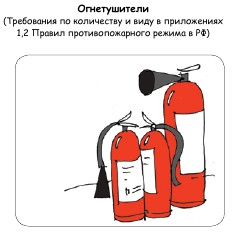 Огнетушители
(Требования по количеству и виду в приложениях
1,2 Правил противопожарного режима в РФ)